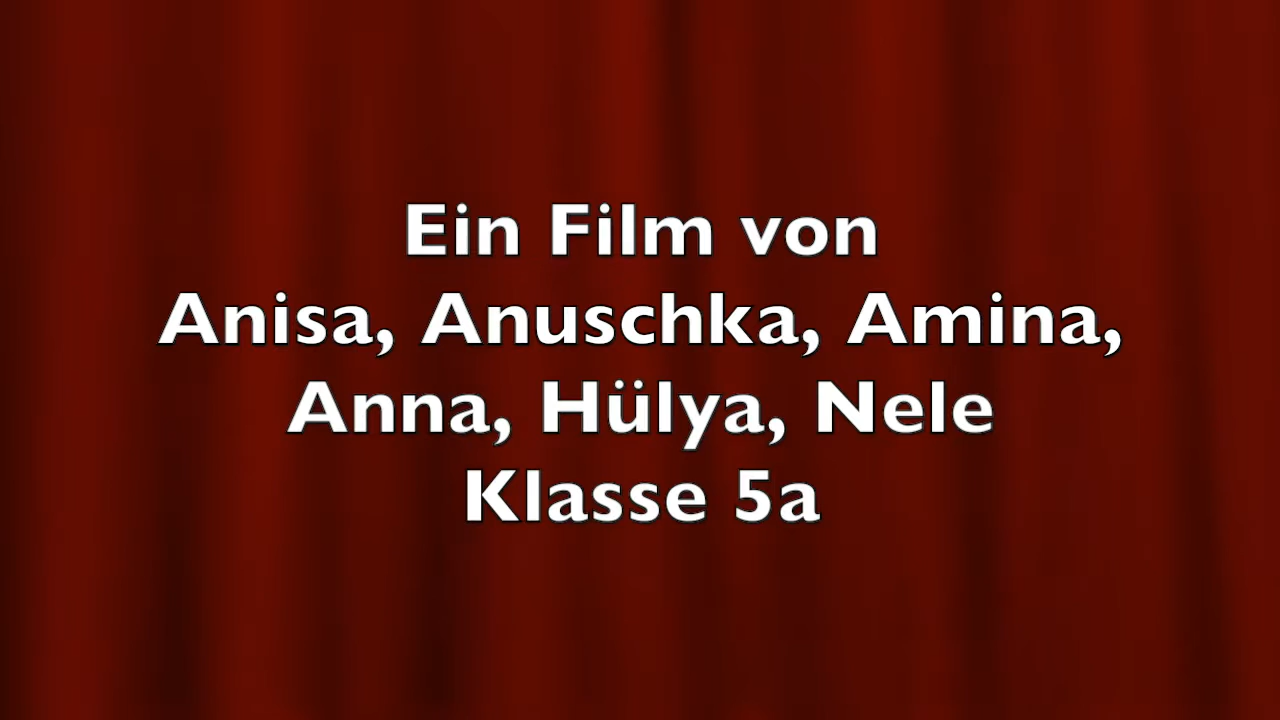 Ein Film von
Anisa, Anuschka, Amina,
Anna, Hülya, Nele
Klasse 5a